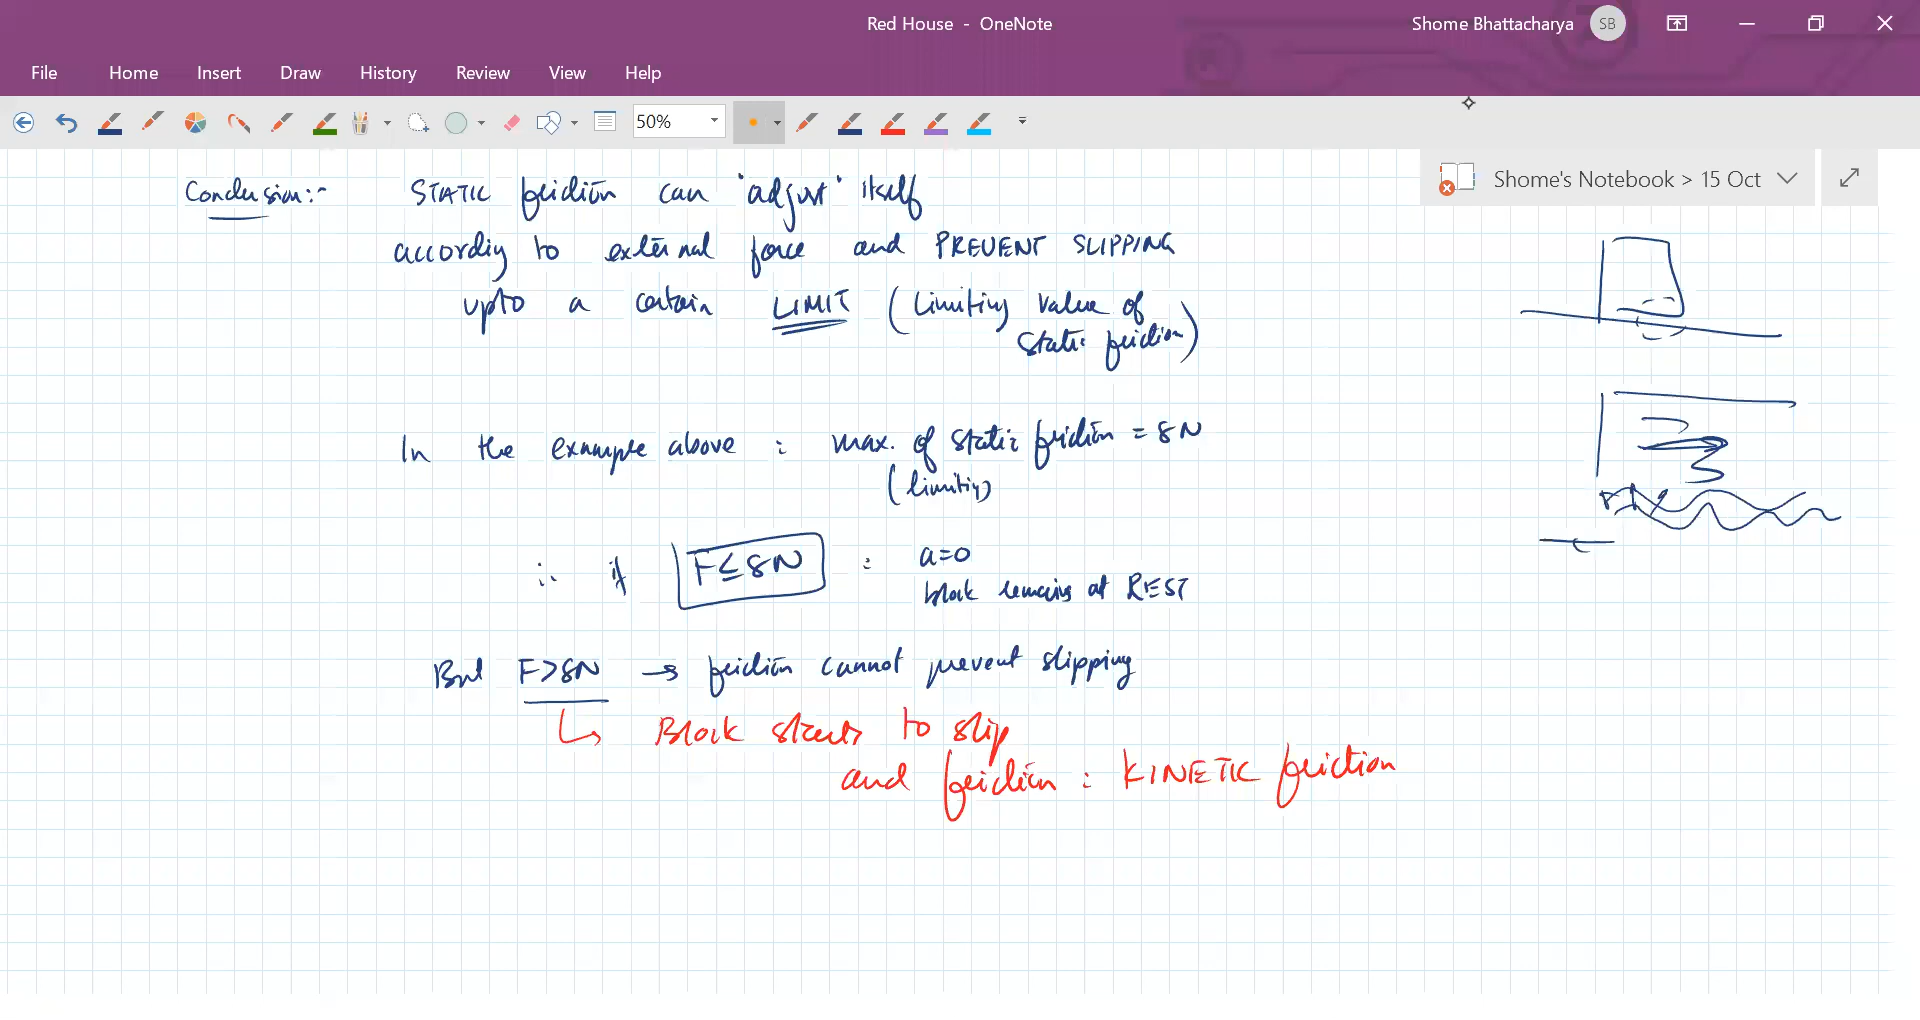 Red House - OneNote
Shome Bhattacharya SB
File Home Insert Draw History Review View Help
50%
Shome's Notebook > 15 Oct
Conclusion:- STATIC friction can 'adjust' itself
according to external force and PREVENT SLIPPING
upto a certain LIMIT (limiting value of
static friction)
In the example above : max. of static friction = 8N
(limiting)
∴ if F≤8N : a=0
block remains at REST
But F>8N → friction cannot prevent slipping
↳ Block starts to slip
and friction : KINETIC friction